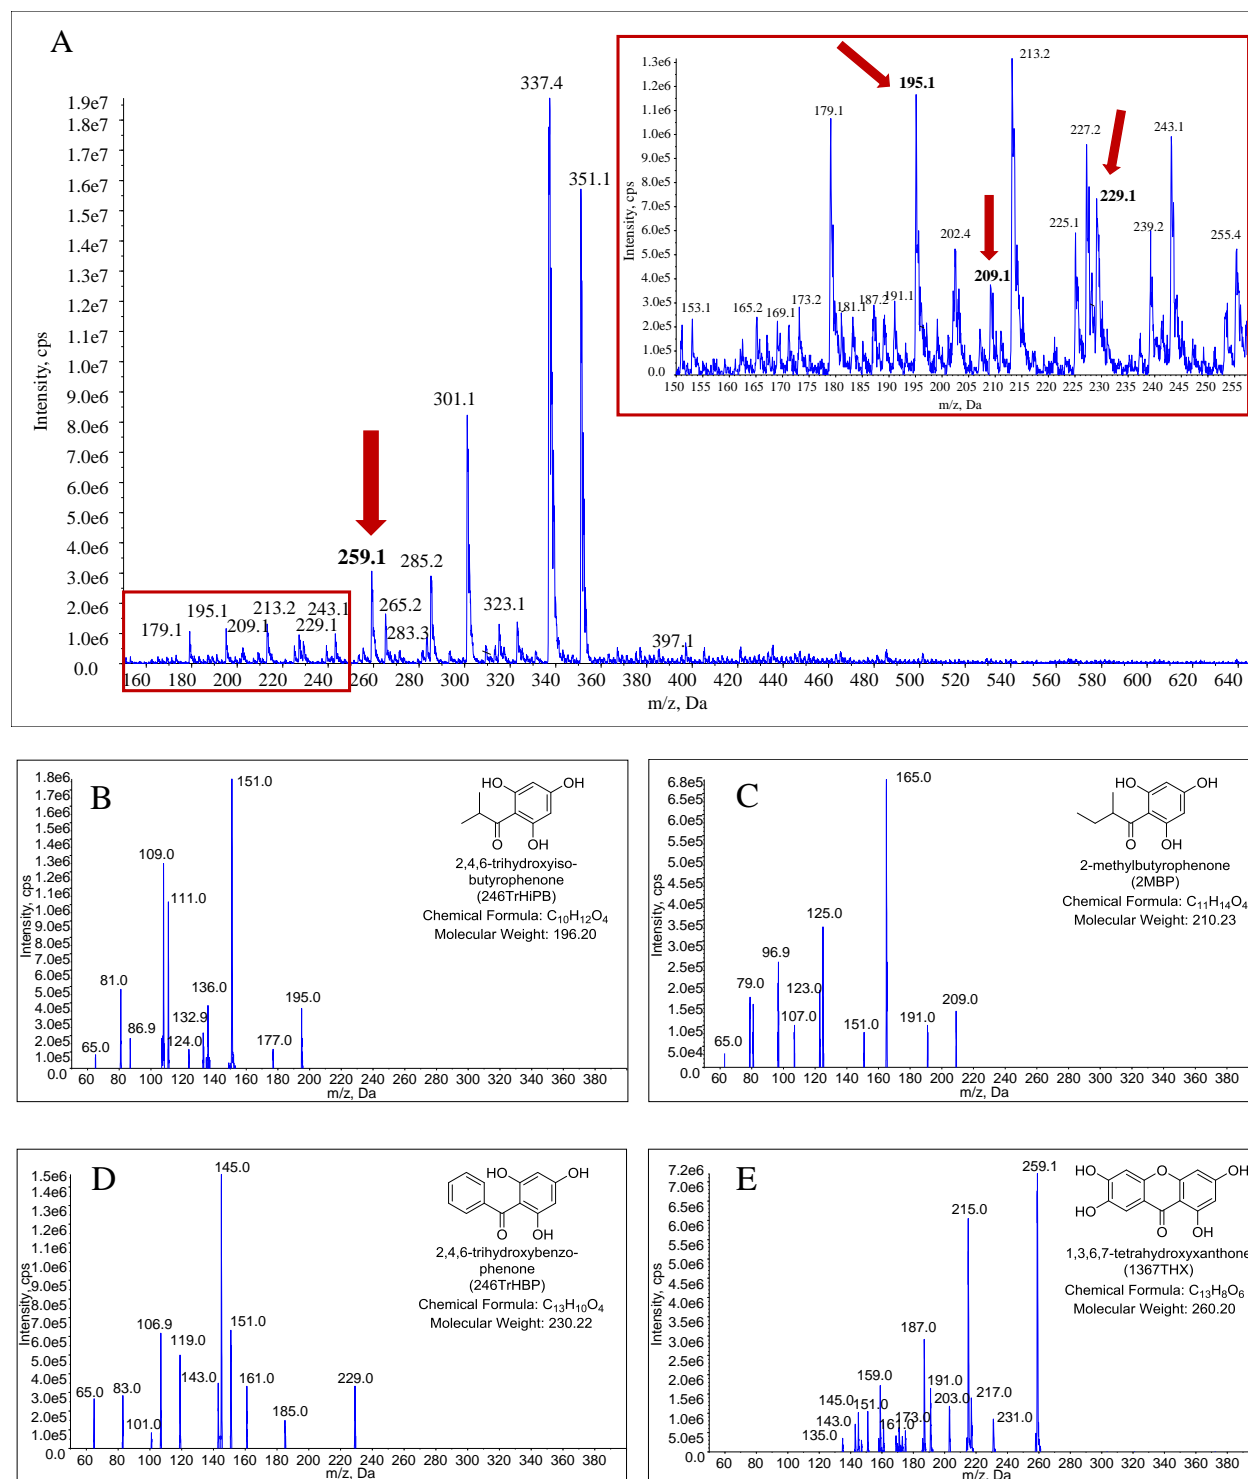 A
1.9e7
1.8e7
1.7e7
1.6e7
1.5e7
1.4e7
1.3e7
1.2e7
1.1e7
1.0e7
9.0e6
8.0e6
7.0e6
6.0e6
5.0e6
4.0e6
3.0e6
2.0e6
1.0e6
0.0
Intensity, cps
337.4
351.1
301.1
259.1
285.2
265.2
283.3
323.1
397.1
179.1
195.1
209.1
213.2
229.1
243.1
160 180 200 220 240 260 280 300 320 340 360 380 400 420 440 460 480 500 520 540 560 580 600 620 640
m/z, Da
1.3e6
1.2e6
1.1e6
1.0e6
9.0e5
8.0e5
7.0e5
6.0e5
5.0e5
4.0e5
3.0e5
2.0e5
1.0e5
0.0
Intensity, cps
153.1
165.2
169.1
173.2
179.1
181.1
187.2
191.1
195.1
202.4
209.1
213.2
225.1
227.2
229.1
239.2
243.1
255.4
150 155 160 165 170 175 180 185 190 195 200 205 210 215 220 225 230 235 240 245 250 255
m/z, Da
B
1.8e6
1.7e6
1.6e6
1.5e6
1.4e6
1.3e6
1.2e6
1.1e6
1.0e6
9.0e5
8.0e5
7.0e5
6.0e5
5.0e5
4.0e5
3.0e5
2.0e5
1.0e5
0.0
Intensity, cps
65.0
81.0
86.9
109.0
111.0
124.0
132.9
136.0
151.0
177.0
195.0
60 80 100 120 140 160 180 200 220 240 260 280 300 320 340 360 380
m/z, Da
HO
OH
O
OH
2,4,6-trihydroxyiso-
butyrophenone
(246TrHiPB)
Chemical Formula: C10H12O4
Molecular Weight: 196.20
C
6.8e5
6.5e5
6.0e5
5.5e5
5.0e5
4.5e5
4.0e5
3.5e5
3.0e5
2.5e5
2.0e5
1.5e5
1.0e5
5.0e4
0.0
Intensity, cps
65.0
79.0
96.9
107.0
123.0
125.0
151.0
165.0
191.0
209.0
60 80 100 120 140 160 180 200 220 240 260 280 300 320 340 360 380
m/z, Da
HO
OH
O
OH
2-methylbutyrophenone
(2MBP)
Chemical Formula: C11H14O4
Molecular Weight: 210.23
D
1.5e6
1.4e6
1.3e6
1.2e6
1.1e6
1.0e6
9.0e5
8.0e5
7.0e5
6.0e5
5.0e5
4.0e5
3.0e5
2.0e5
1.0e5
0.0
Intensity, cps
65.0
83.0
101.0
106.9
119.0
143.0
145.0
151.0
161.0
185.0
229.0
60 80 100 120 140 160 180 200 220 240 260 280 300 320 340 360 380
m/z, Da
HO
OH
O
OH
2,4,6-trihydroxybenzo-
phenone
(246TrHBP)
Chemical Formula: C13H10O4
Molecular Weight: 230.22
E
7.2e6
7.0e6
6.5e6
6.0e6
5.5e6
5.0e6
4.5e6
4.0e6
3.5e6
3.0e6
2.5e6
2.0e6
1.5e6
1.0e6
5.0e5
0.0
Intensity, cps
135.0
143.0
145.0
151.0
159.0
161.0
173.0
187.0
191.0
203.0
215.0
217.0
231.0
259.1
60 80 100 120 140 160 180 200 220 240 260 280 300 320 340 360 380
m/z, Da
HO
HO
O
OH
O
OH
1,3,6,7-tetrahydroxyxanthone
(1367THX)
Chemical Formula: C13H8O6
Molecular Weight: 260.20